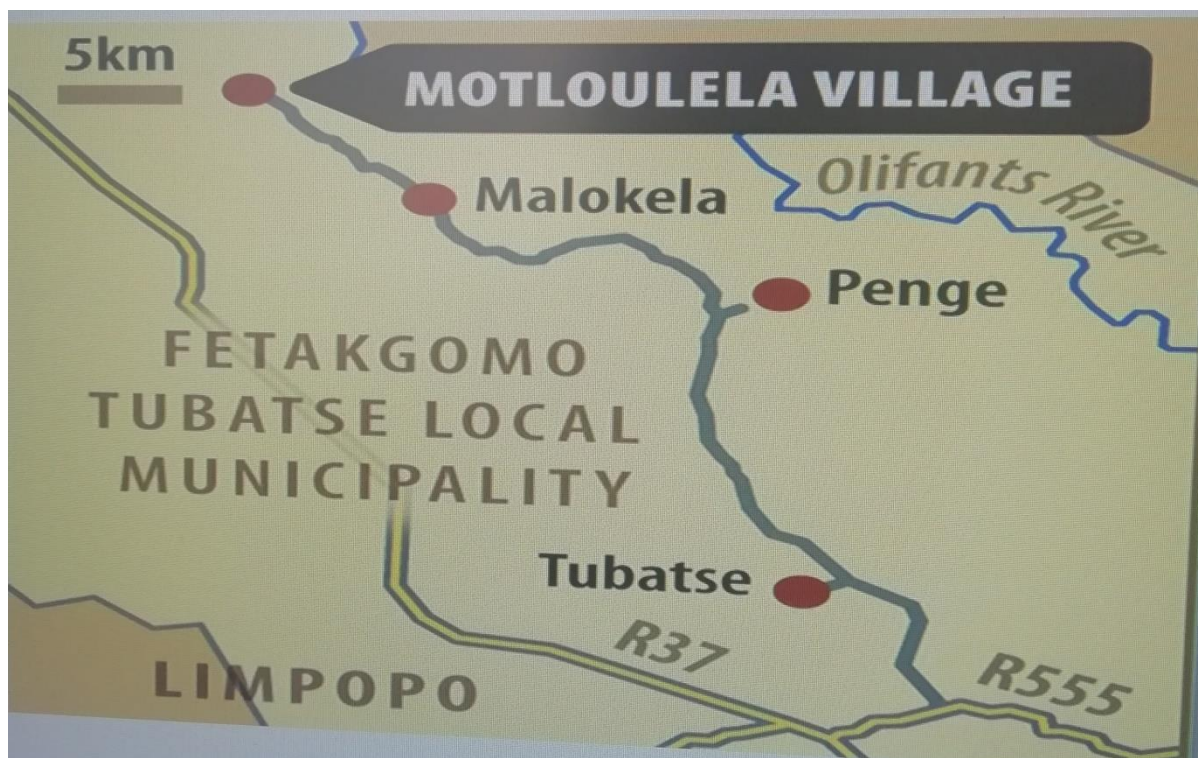 5km
MOTLOULELA VILLAGE
Malokela
Olifants River
Penge
FETAKGOMO
TUBATSE LOCAL
MUNICIPALITY
Tubatse
R37
R555
LIMPOPO